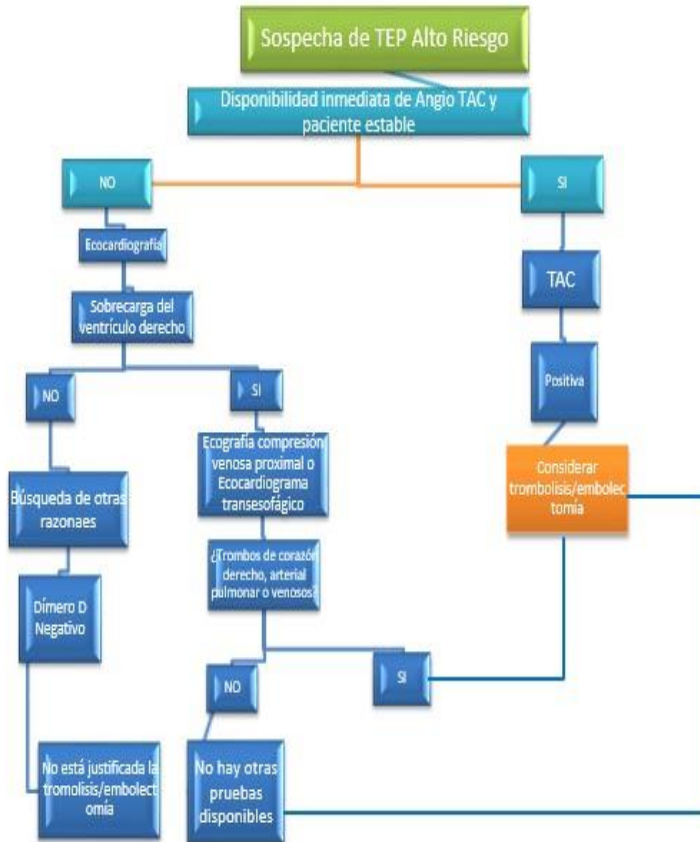 Sospecha de TEP Alto Riesgo
Disponibilidad inmediata de Angio TAC y
paciente estable
NO
SI
Ecocardiografía
TAC
Sobrecarga del
ventrículo derecho
NO
SI
Positiva
Ecografía compresión
venosa proximal o
Ecocardiograma
transesofágico
Considerar
trombolisis/embolec
tomía
Búsqueda de otras
razonaes
¿Trombos de corazón
derecho, arterial
pulmonar o venosos?
Dímero D
Negativo
NO
SI
No está justificada la
tromolisis/embolect
omía
No hay otras
pruebas
disponibles